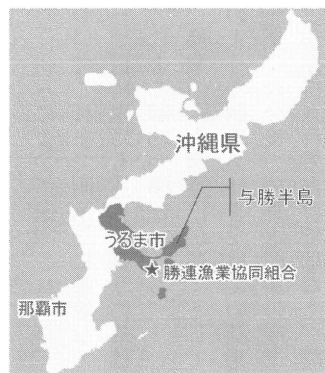 沖縄県
与勝半島
うるま市
★勝連漁業協同組合
那覇市